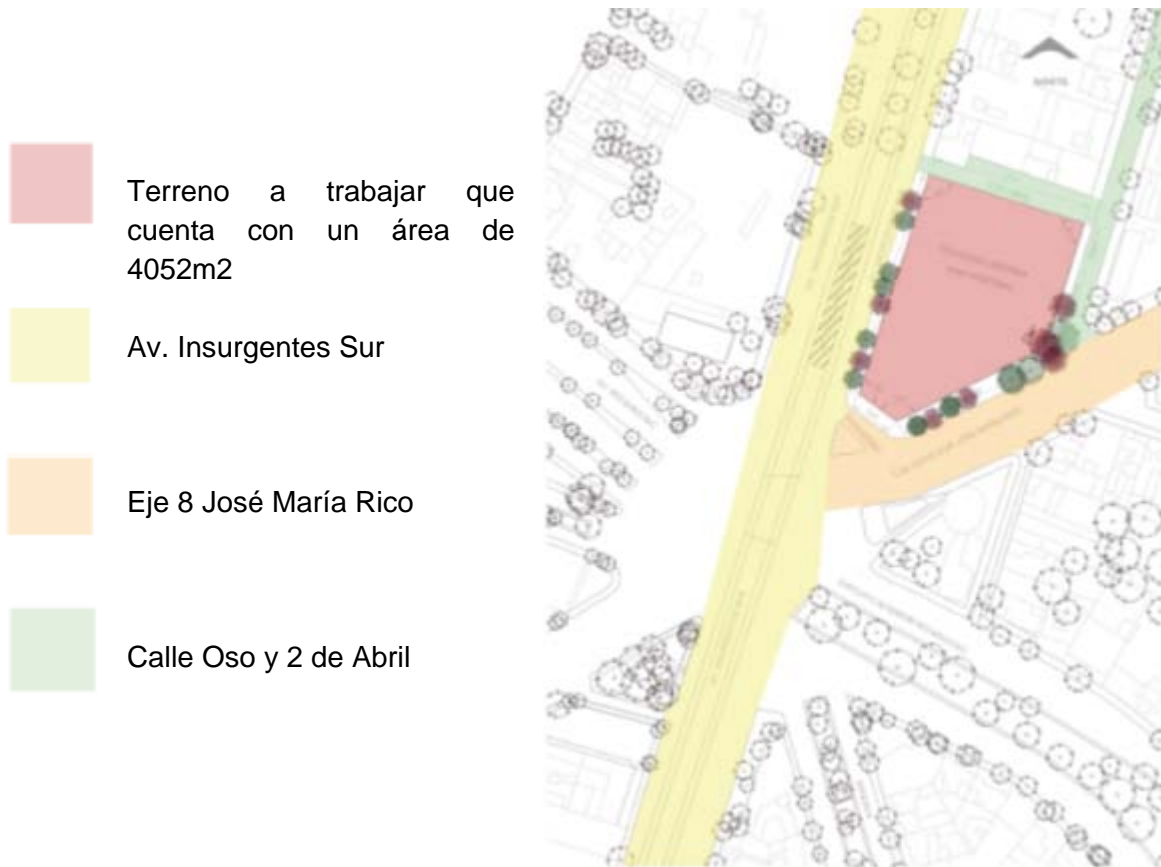 Terreno a trabajar que
cuenta con un área de
4052m2
Av. Insurgentes Sur
Eje 8 José María Rico
Calle Oso y 2 de Abril
NORTE